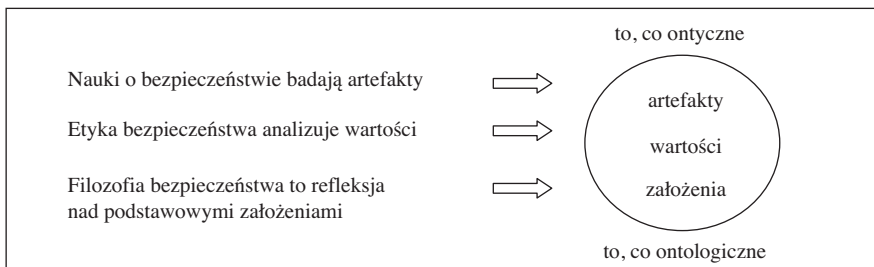 to, co ontyczne
Nauki o bezpieczeństwie badają artefakty
artefakty
Etyka bezpieczeństwa analizuje wartości
wartości
Filozofia bezpieczeństwa to refleksja
nad podstawowymi założeniami
założenia
to, co ontologiczne